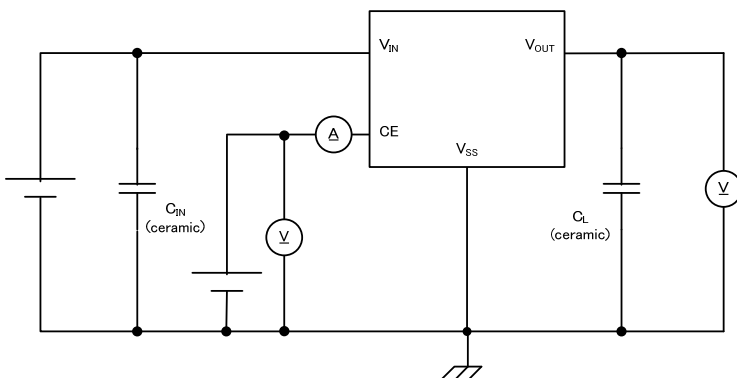 VIN
VOUT
A
CE
VSS
CIN
(ceramic)
V
CL
(ceramic)
V